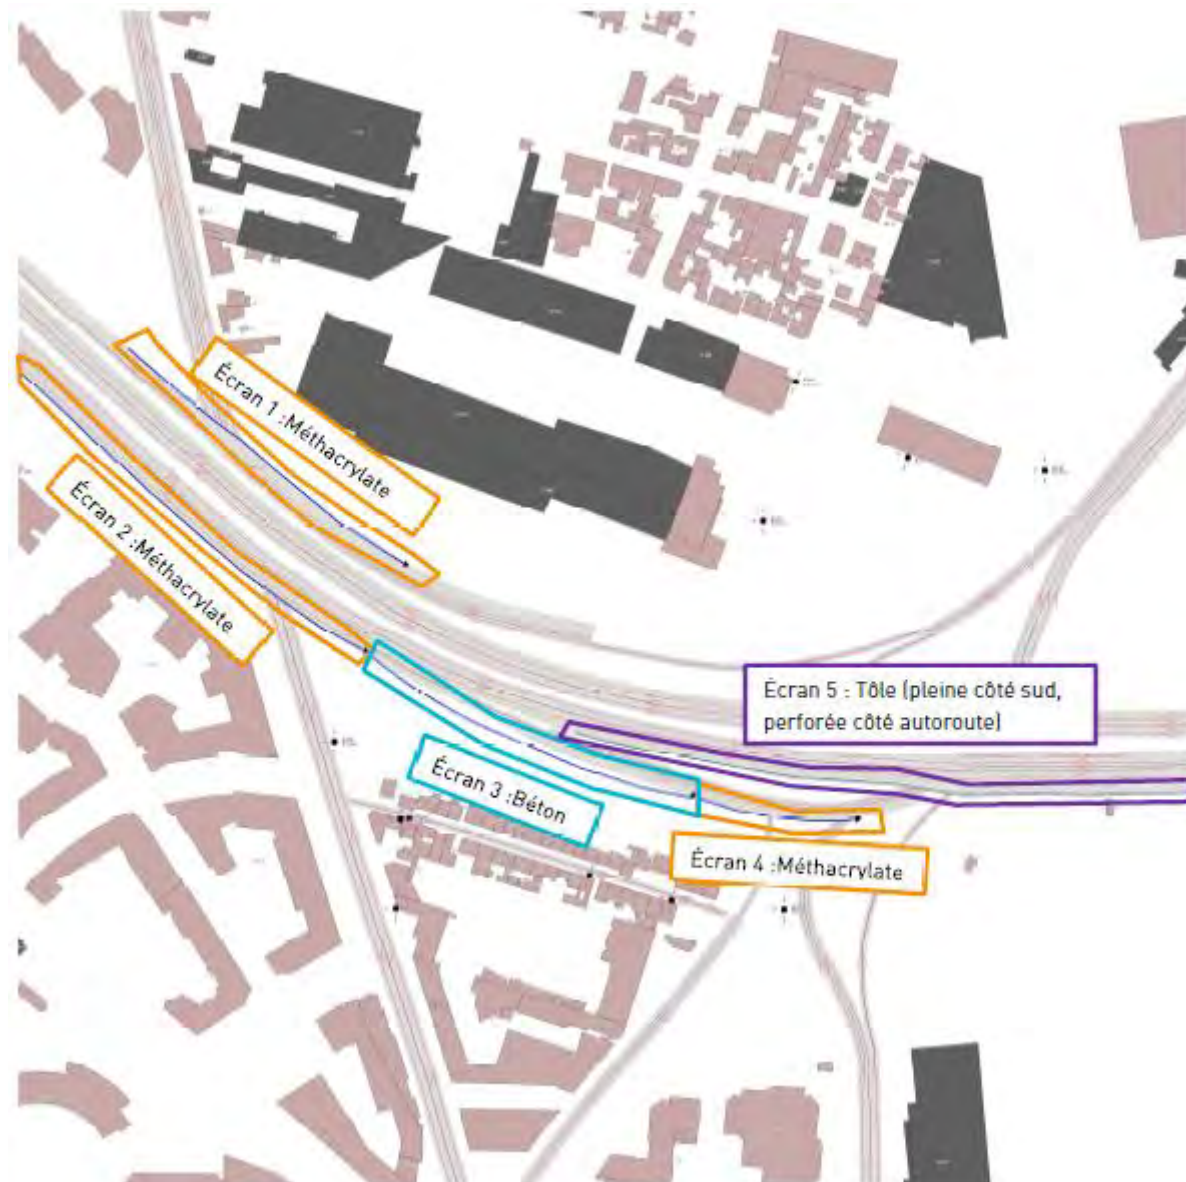 Écran 1 :Méthacrylate
Écran 2 :Méthacrylate
Écran 5 : Tôle (pleine côté sud,
perforée côté autoroute)
Écran 3 :Béton
Écran 4 :Méthacrylate